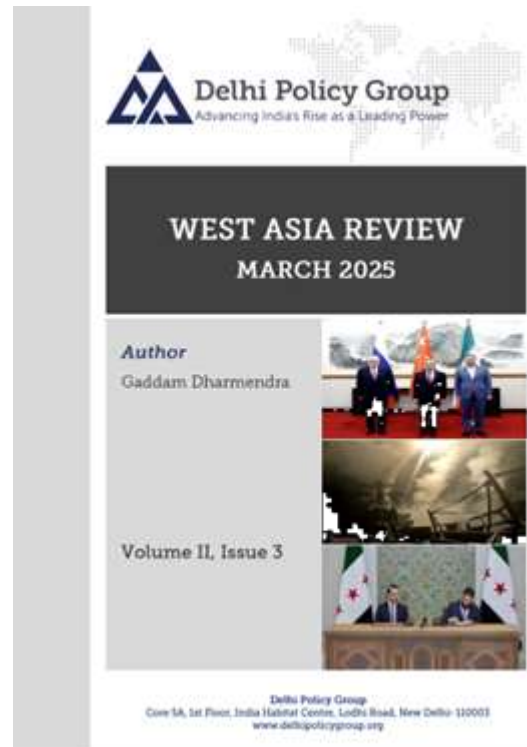 Delhi Policy Group
Advancing India's Rise as a Leading Power
WEST ASIA REVIEW
MARCH 2025
Author
Gaddam Dharmendra
Volume II, Issue 3
Delhi Policy Group
Core 5A, 1st Floor, India Habitat Centre, Lodhi Road, New Delhi- 110003
www.delhipolicygroup.org